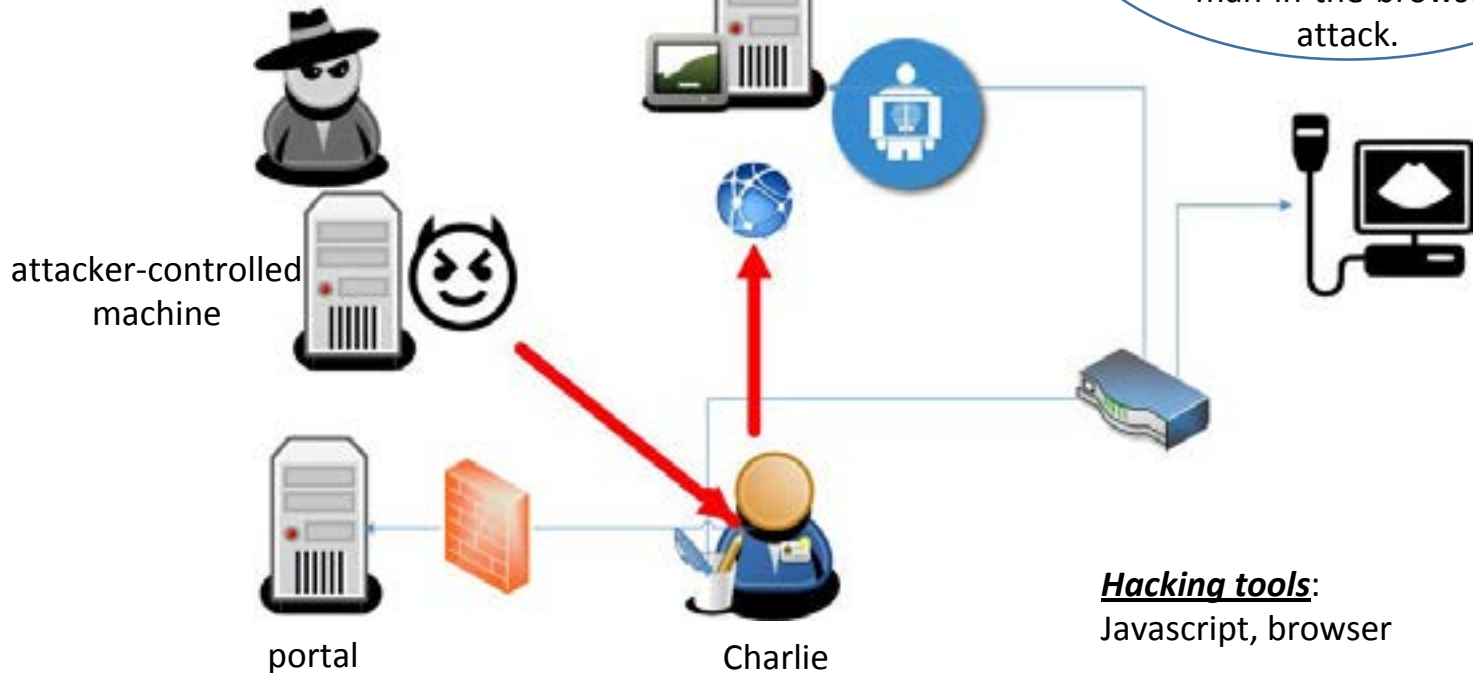 attack.
attacker-controlled
machine
Hacking tools:
Javascript, browser
portal
Charlie